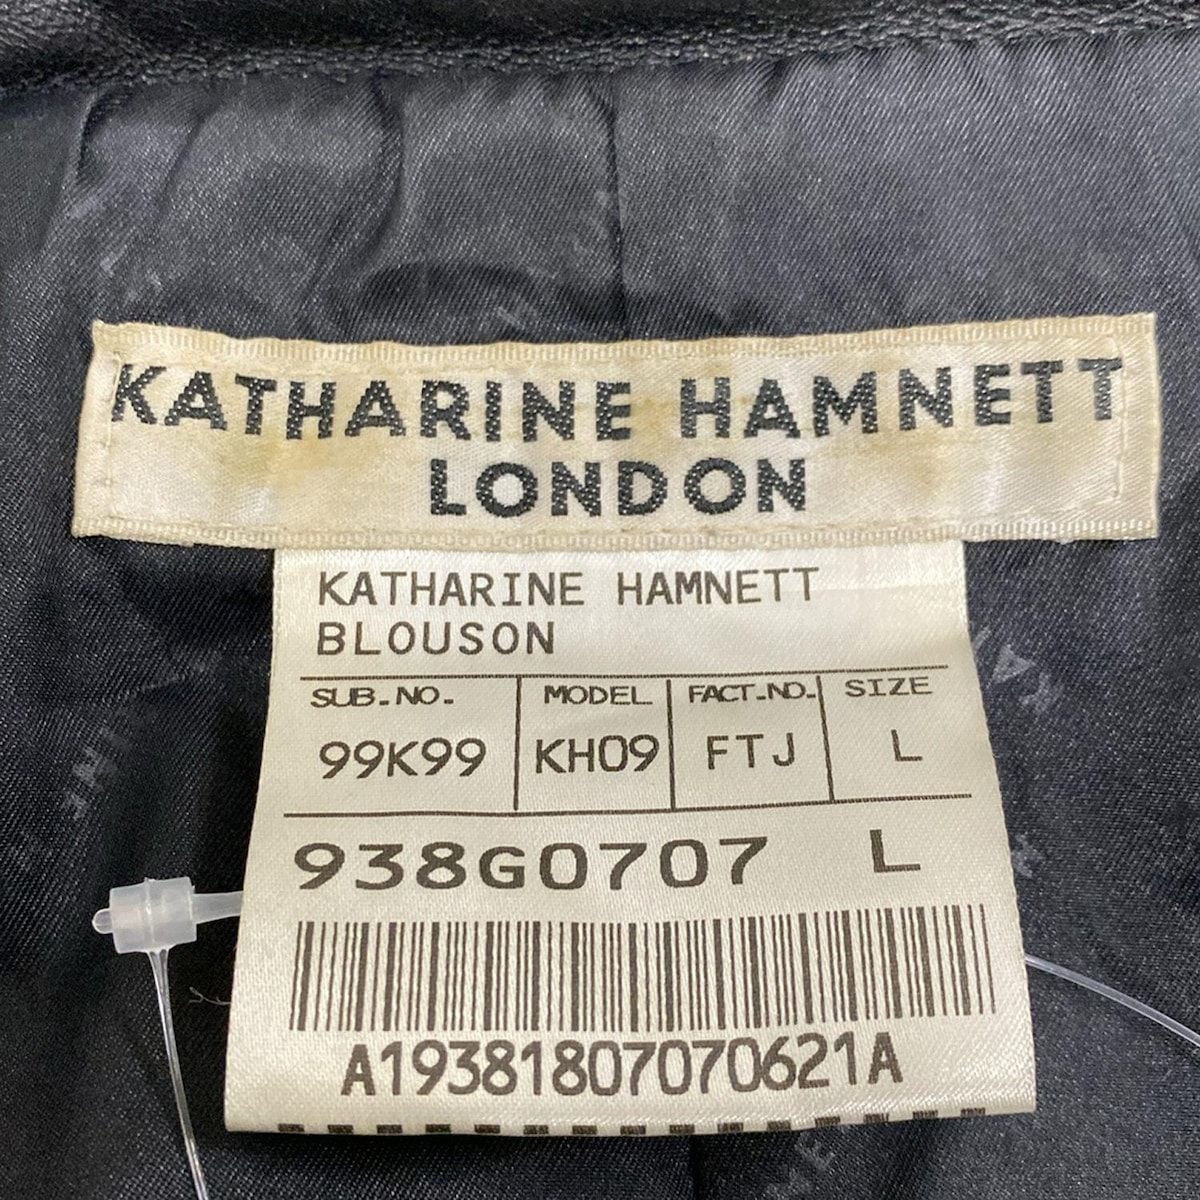 KATHARINE HAMNETT
LONDON
KATHARINE HAMNETT
BLOUSON
SUB.NO. MODEL FACT.NO. SIZE
99K99 KH09 FTJ L
938G0707 L
A193818070706​21A